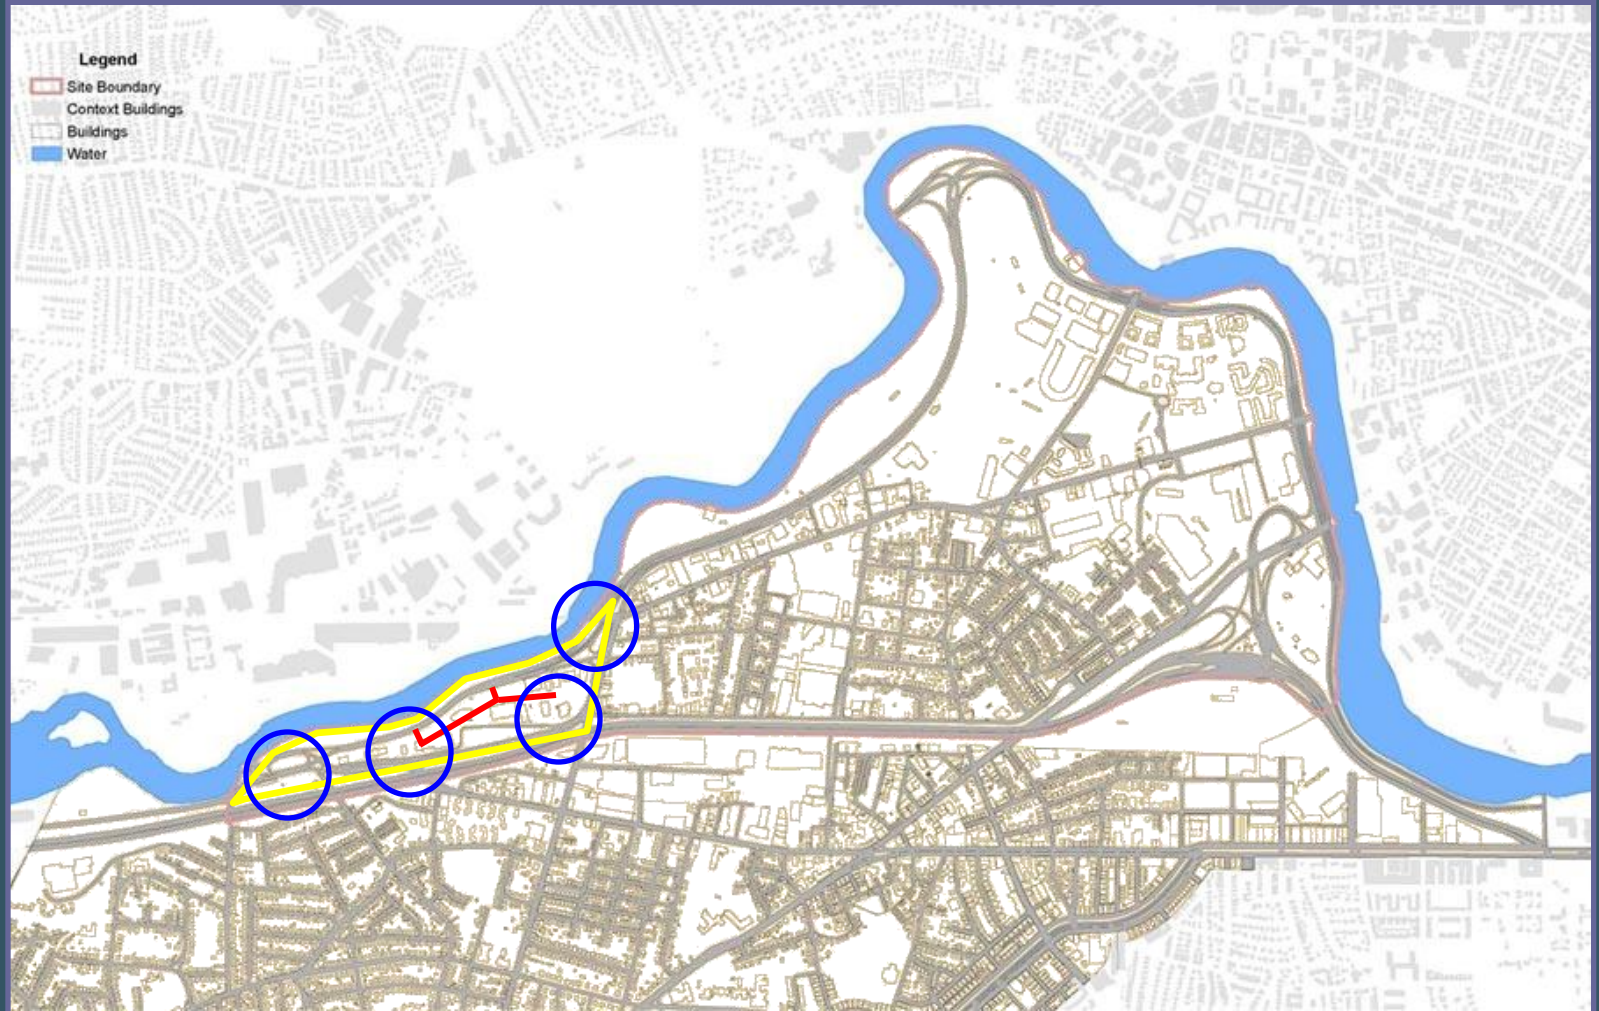 Legend
Site Boundary
Context Buildings
Buildings
Water